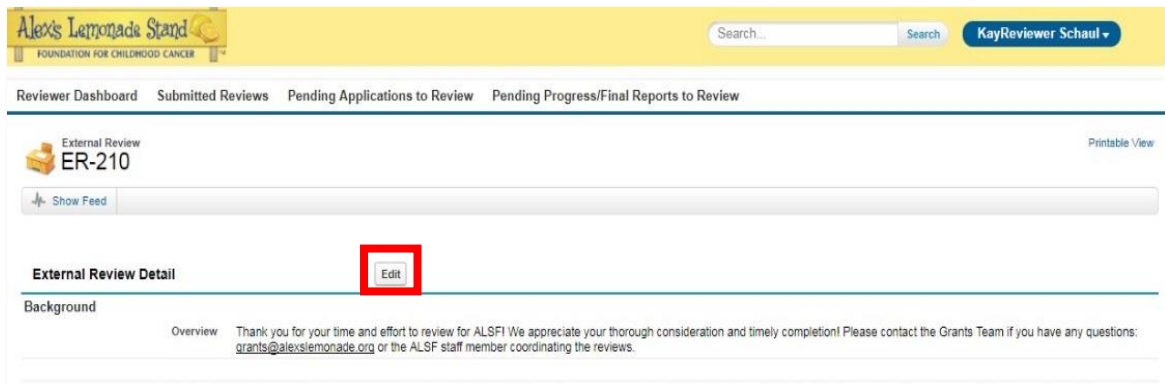 Alex's Lemonade Stand
FOUNDATION FOR CHILDHOOD CANCER
Search...
Search
KayReviewer Schaul
Reviewer Dashboard Submitted Reviews Pending Applications to Review Pending Progress/Final Reports to Review
External Review
ER-210
Printable View
Show Feed
External Review Detail
Edit
Background
Overview Thank you for your time and effort to review for ALSF! We appreciate your thorough consideration and timely completion! Please contact the Grants Team if you have any questions:
grants@alexslemonade.org or the ALSF staff member coordinating the reviews.